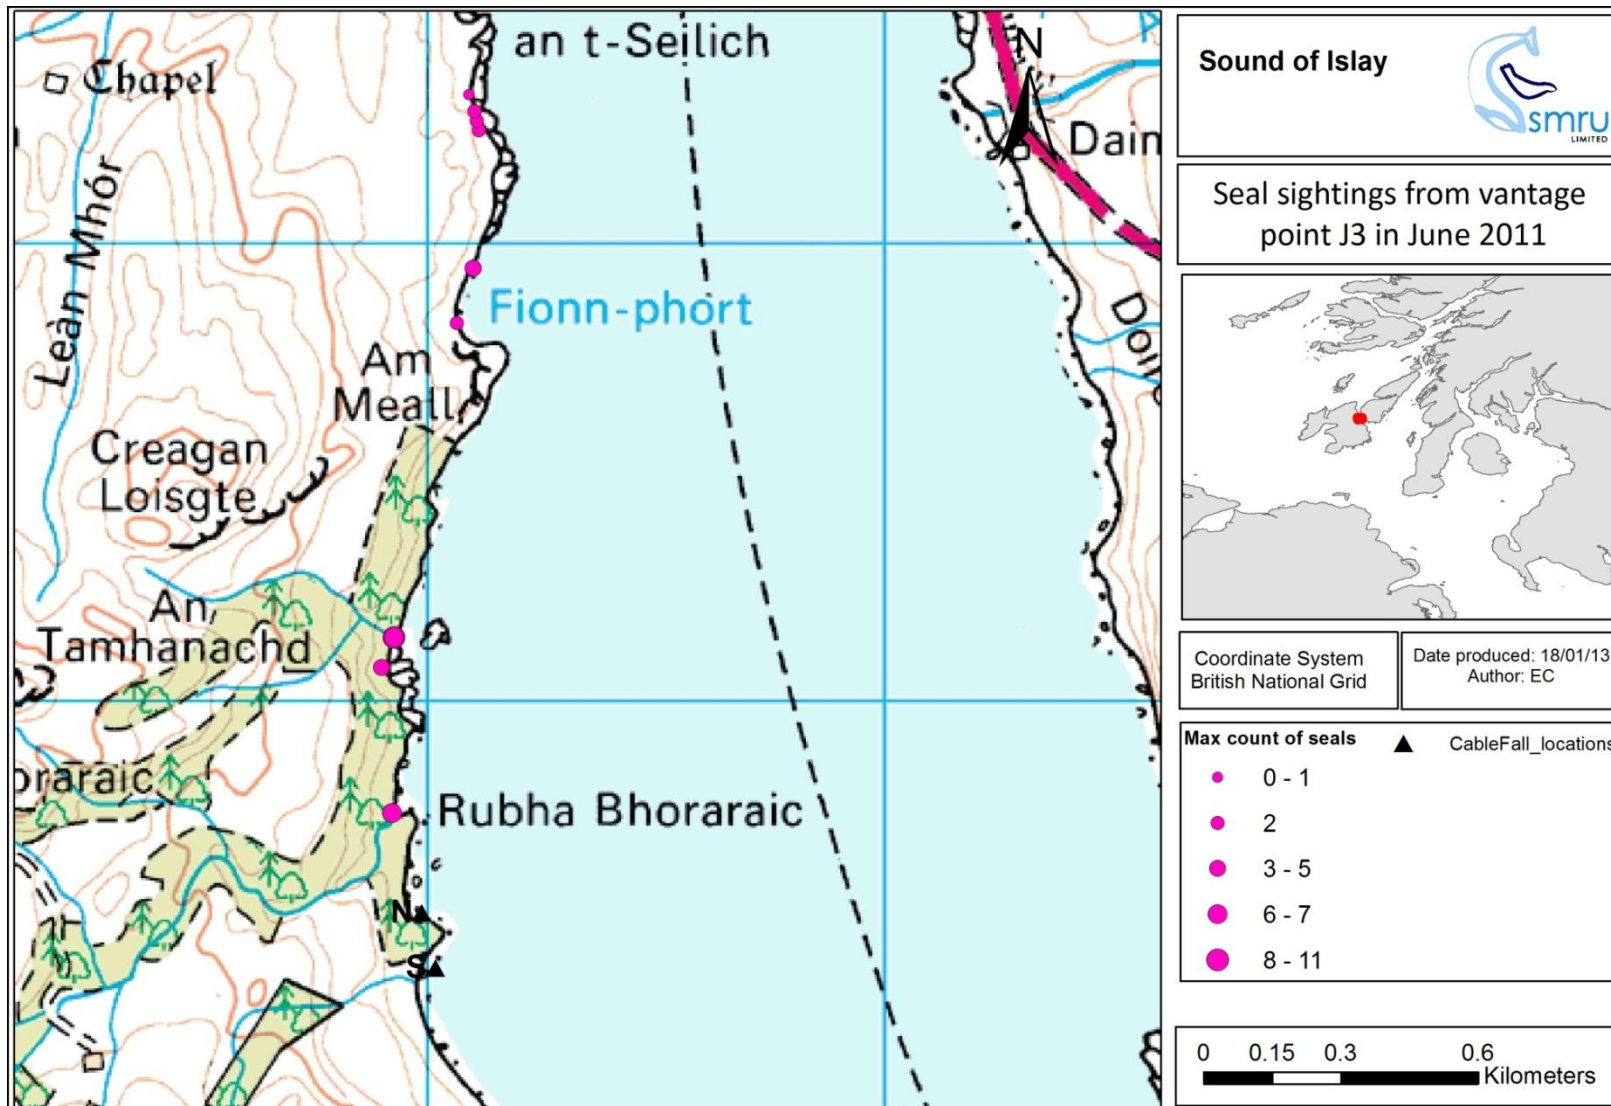 an t-Seilich
Chapel
Leàn Mhór
Fionn-phort
Am
Meall
Creagan
Loisgte
An
Tamhanachd
oraraic
Rubha Bhoraraic
N
S
N
Dain
Sound of Islay
smru
LIMITED
Seal sightings from vantage
point J3 in June 2011
Coordinate System
British National Grid
Date produced: 18/01/13
Author: EC
Max count of seals
CableFall_locations
0 - 1
2
3 - 5
6 - 7
8 - 11
0 0.15 0.3 0.6
Kilometers